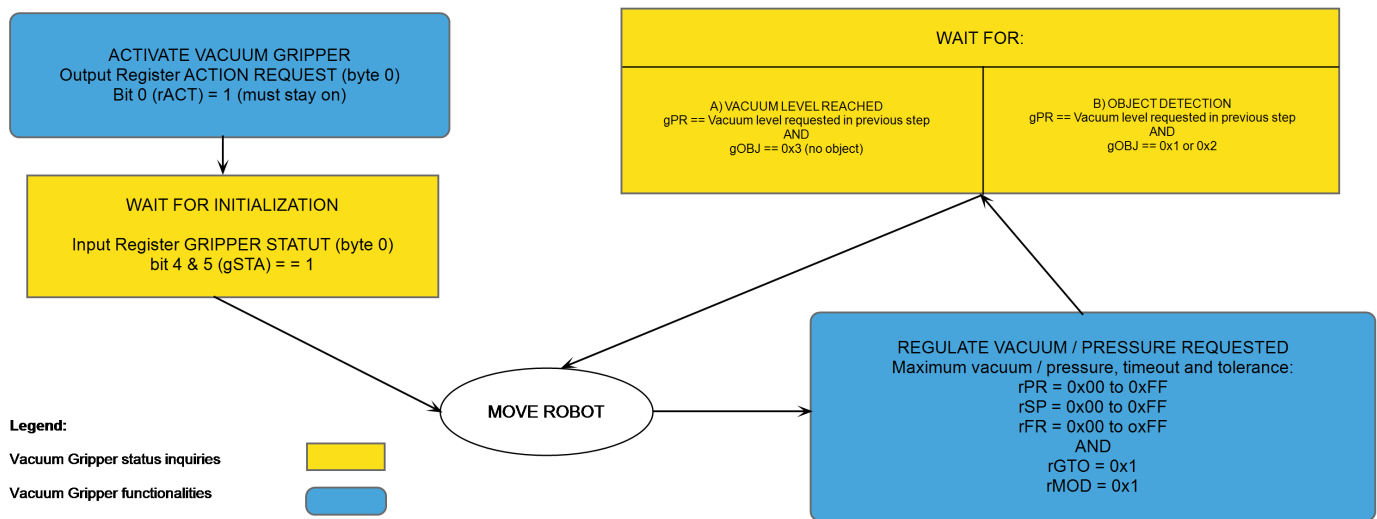 ACTIVATE VACUUM GRIPPER
Output Register ACTION REQUEST (byte 0)
Bit 0 (rACT) = 1 (must stay on)
WAIT FOR INITIALIZATION
Input Register GRIPPER STATUT (byte 0)
bit 4 & 5 (gSTA) = = 1
WAIT FOR:
A) VACUUM LEVEL REACHED
gPR == Vacuum level requested in previous step
AND
gOBJ == 0x3 (no object)
B) OBJECT DETECTION
gPR == Vacuum level requested in previous step
AND
gOBJ == 0x1 or 0x2
MOVE ROBOT
REGULATE VACUUM / PRESSURE REQUESTED
Maximum vacuum / pressure, timeout and tolerance:
rPR = 0x00 to 0xFF
rSP = 0x00 to 0xFF
rFR = 0x00 to oxFF
AND
rGTO = 0x1
rMOD = 0x1
Legend:
Vacuum Gripper status inquiries
Vacuum Gripper functionalities